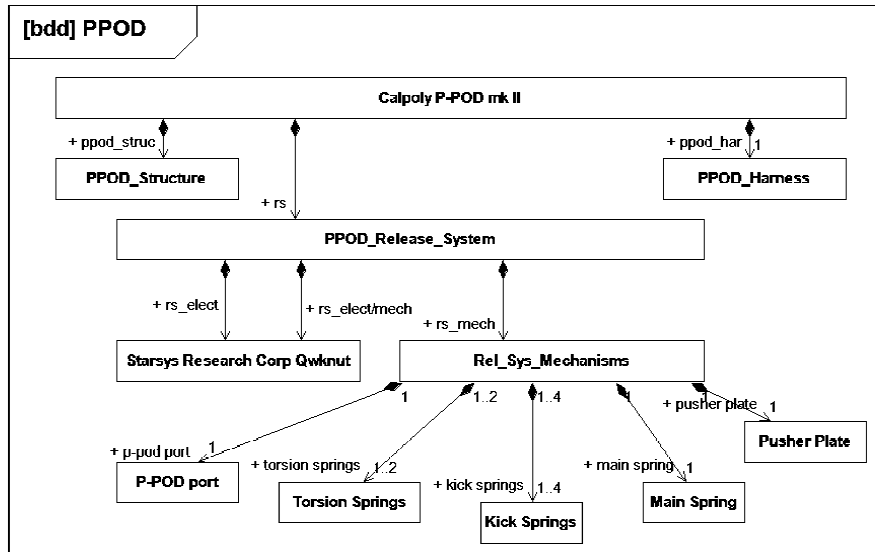 [bdd] PPOD
Calpoly P-POD mk II
+ ppod_struc
+ ppod_har 1
PPOD_Structure
PPOD_Harness
+ rs
PPOD_Release_System
+ rs_elect
+ rs_elect/mech
+ rs_mech
Starsys Research Corp Qwknut
Rel_Sys_Mechanisms
1 1..2 1..4 1 1
+ pusher plate 1
Pusher Plate
+ p-pod port 1
+ torsion springs 1..2
+ kick springs 1..4
+ main spring 1
P-POD port
Torsion Springs
Kick Springs
Main Spring